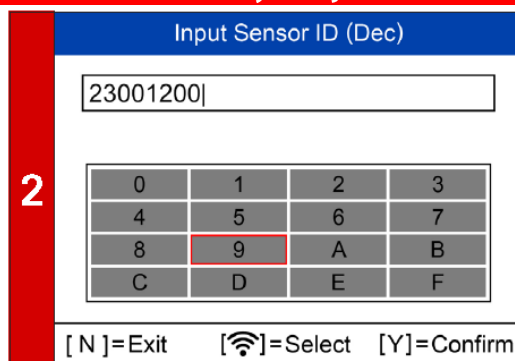 Input Sensor ID (Dec)
23001200
2
0 1 2 3
4 5 6 7
8 9 A B
C D E F
[ N ]=Exit [ ]=Select [Y]=Confirm